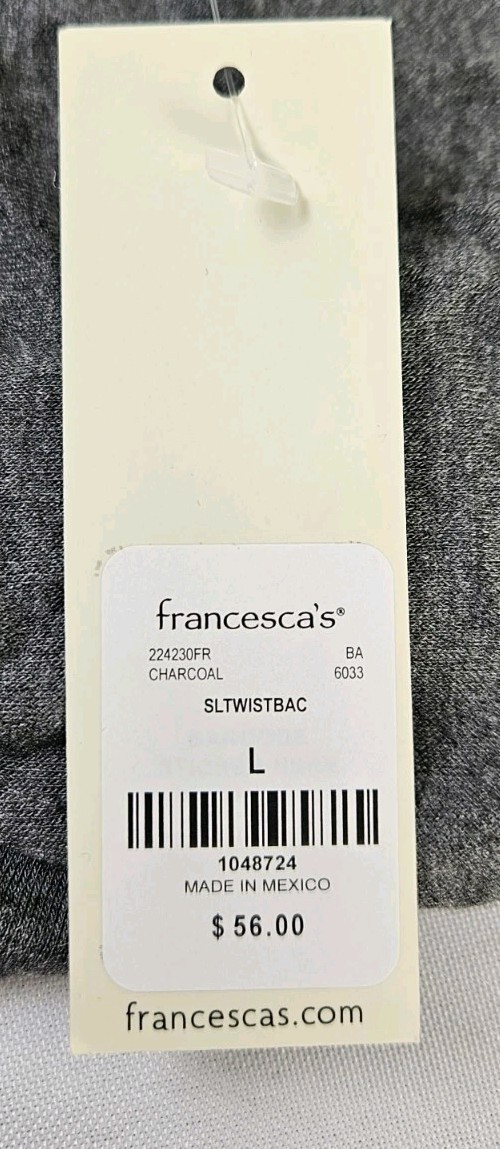 francesca's®
224230FR BA
CHARCOAL 6033
SLTWISTBAC
L
1048724
MADE IN MEXICO
$ 56.00
francescas.com